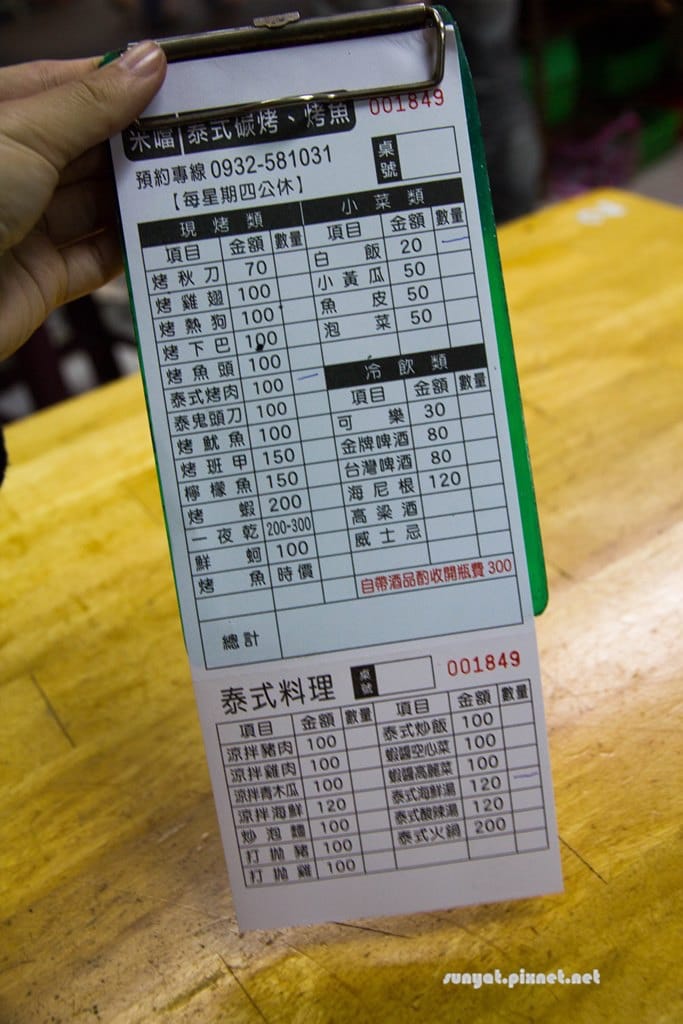 001849
米噹 泰式碳烤、烤魚
預約專線 0932-581031
桌號
【每星期四公休】
現烤類
項目 金額 數量
烤秋刀 70
烤雞翅 100
烤熱狗 100
烤下巴 100
烤魚頭 100
泰式烤肉 100
泰鬼頭刀 100
烤魷魚 100
烤班甲 150
檸檬魚 150
烤蝦 200
一夜乾 200-300
鮮蚵 100
烤魚 時價
小菜類
項目 金額 數量
白飯 20
小黃瓜 50
魚皮 50
泡菜 50
冷飲類
項目 金額 數量
可樂 30
金牌啤酒 80
台灣啤酒 80
海尼根 120
高梁酒
威士忌
自帶酒品酌收開瓶費 300
總計
泰式料理
桌號
001849
項目 金額 數量
涼拌豬肉 100
涼拌雞肉 100
涼拌青木瓜 100
涼拌海鮮 120
炒泡麵 100
打拋豬 100
打拋雞 100
項目 金額 數量
泰式炒飯 100
蝦醬空心菜 100
蝦醬高麗菜 100
泰式海鮮湯 120
泰式酸辣湯 120
泰式火鍋 200
sunyat.pixnet.net